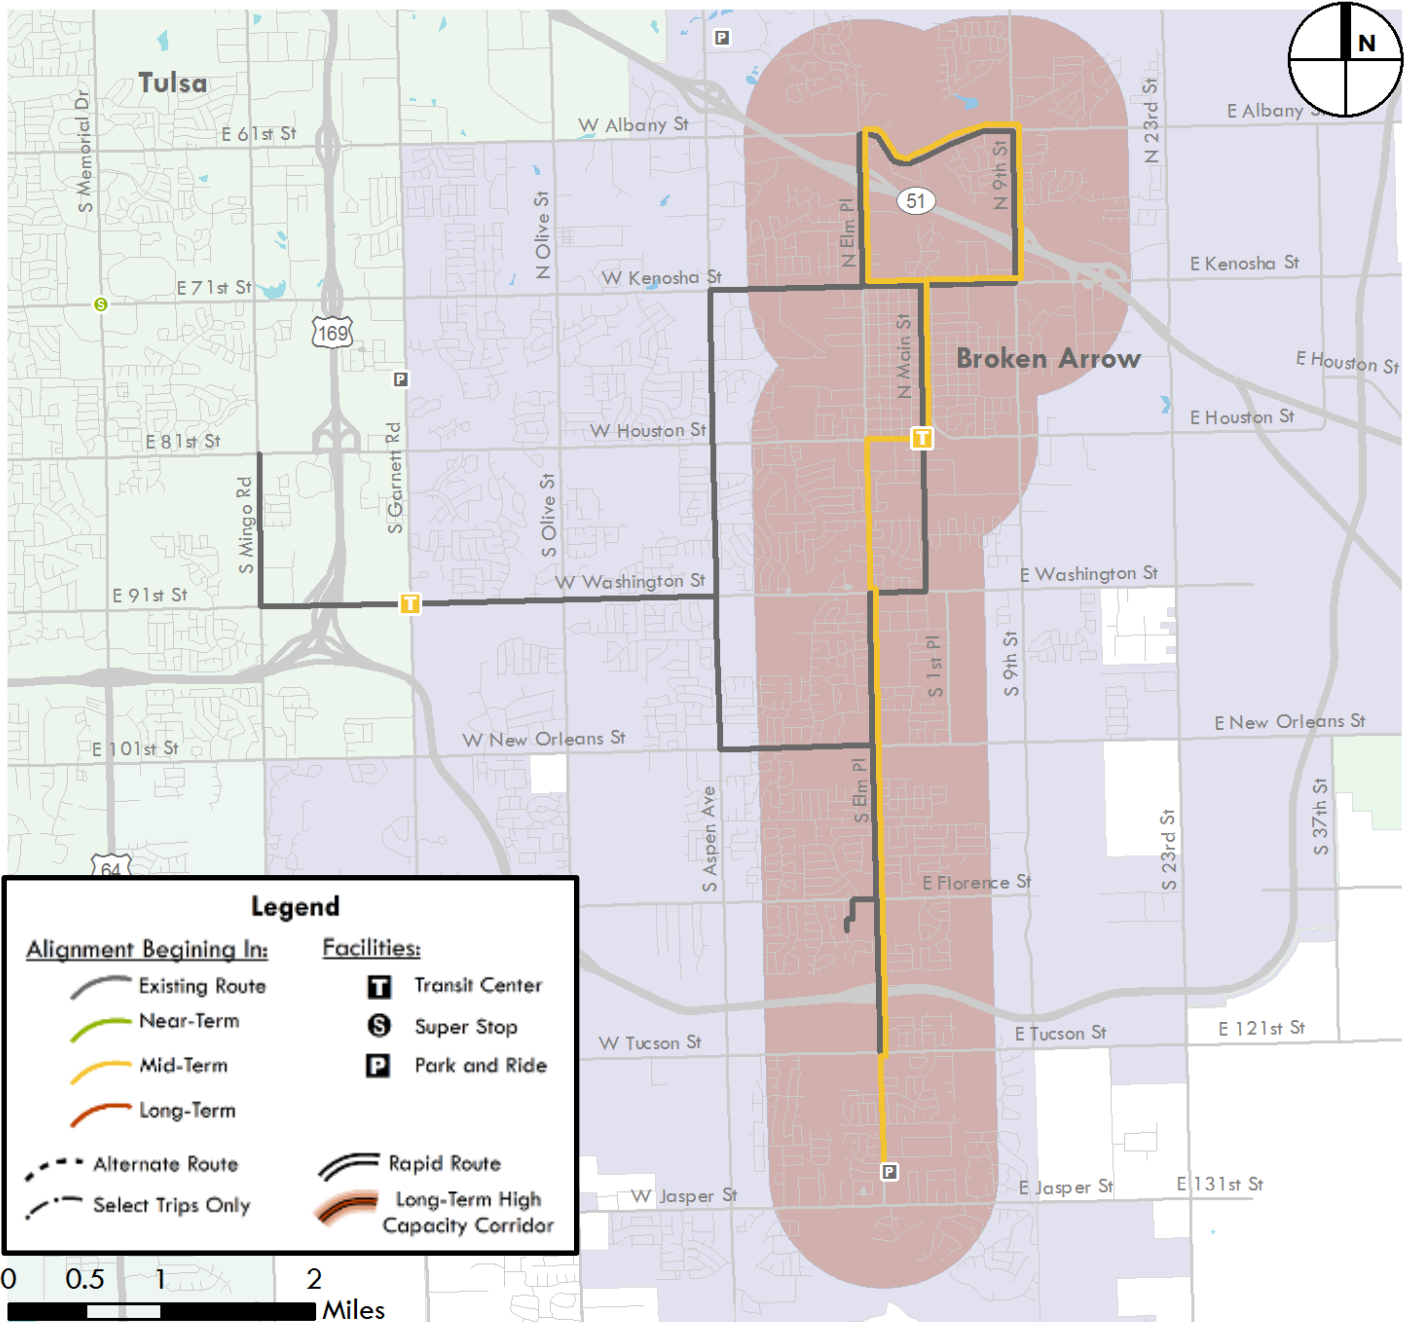 N
P
Tulsa
S Memorial Dr
E 61st St
W Albany St
E Albany St
N 23rd St
N Olive St
N Elm Pl
51
N 9th St
E 71st St
W Kenosha St
E Kenosha St
S
169
P
N Main St
Broken Arrow
E Houston St
E 81st St
W Houston St
T
E Houston St
S Garnett Rd
S Mingo Rd
S Olive St
E 91st St
T
W Washington St
E Washington St
S 1st Pl
S 9th St
E 101st St
W New Orleans St
E New Orleans St
S Elm Pl
S Aspen Ave
S 23rd St
S 37th St
64
E Florence St
W Tucson St
E Tucson St
E 121st St
P
W Jasper St
E Jasper St
E 131st St
Legend
Alignment Begining In:
Existing Route
Near-Term
Mid-Term
Long-Term
Alternate Route
Select Trips Only
Facilities:
T Transit Center
S Super Stop
P Park and Ride
Rapid Route
Long-Term High
Capacity Corridor
0 0.5 1 2
Miles